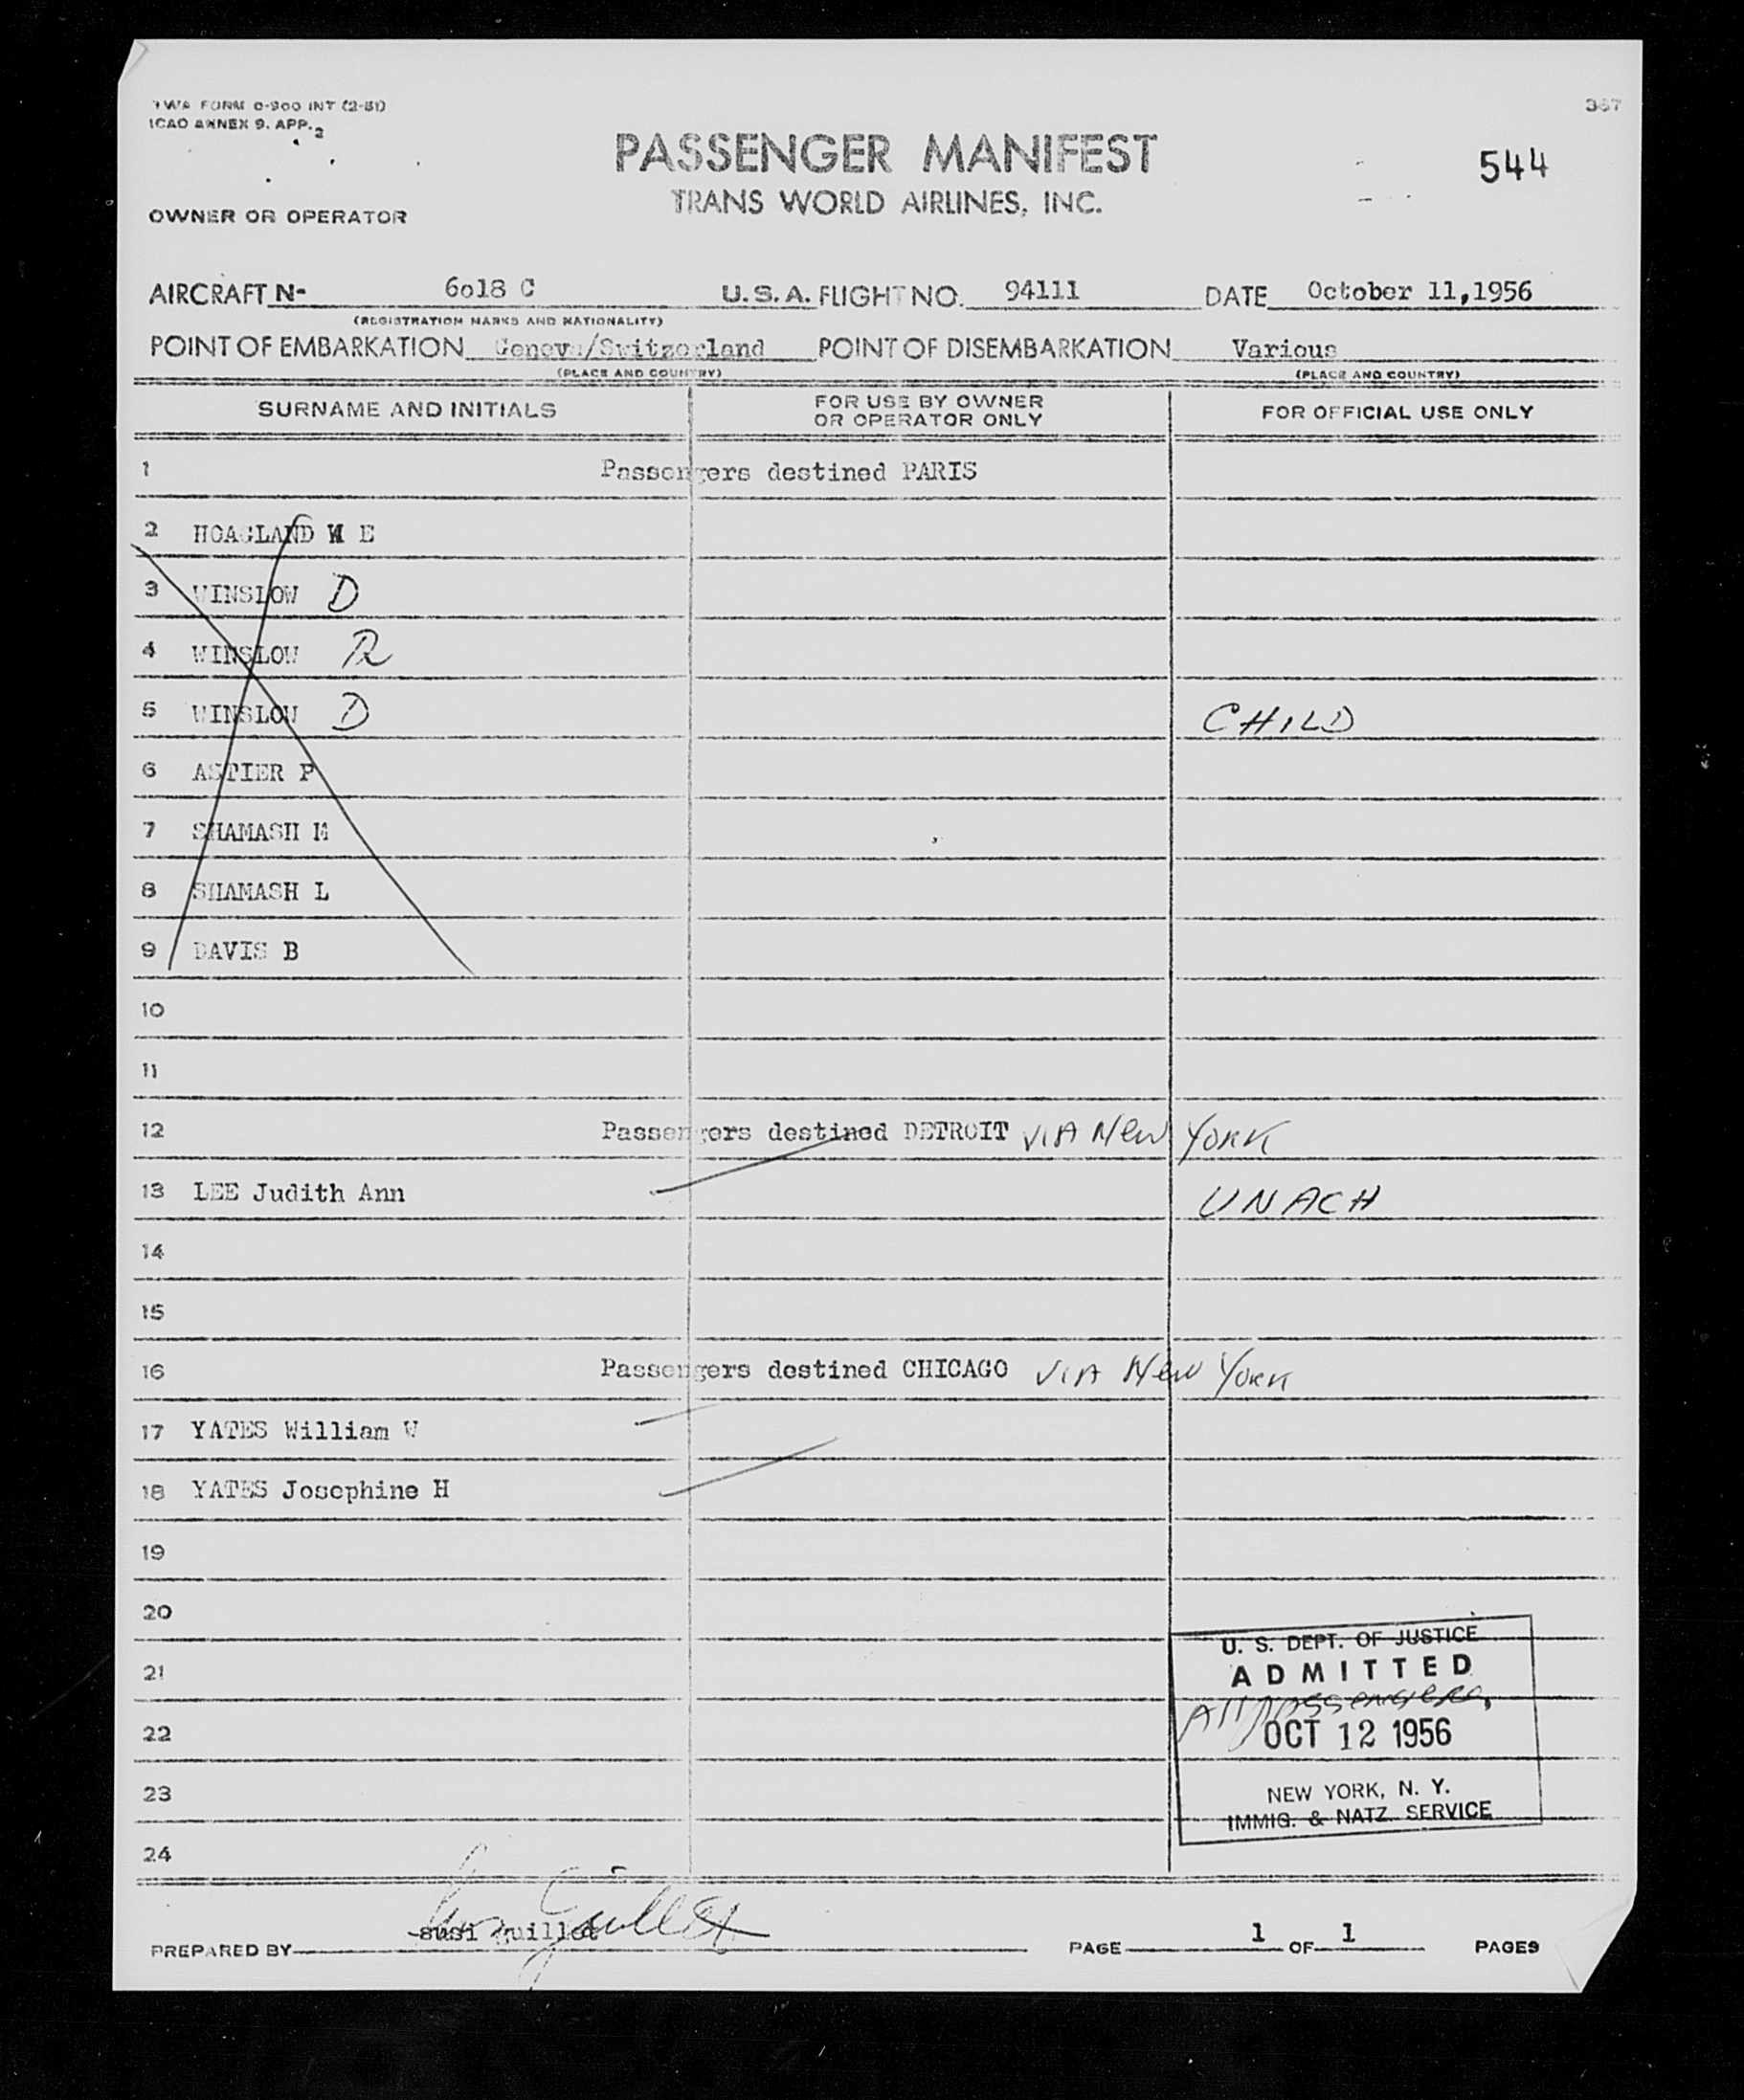 TWA FORM 0-900 INT (2-51)
ICAO ANNEX 9. APP. 2
367
PASSENGER MANIFEST
544
TRANS WORLD AIRLINES, INC.
OWNER OR OPERATOR
AIRCRAFT N- 6018 C U.S.A. FLIGHT NO. 94111 DATE October 11,1956
(REGISTRATION MARKS AND NATIONALITY)
POINT OF EMBARKATION Geneva/Switzerland POINT OF DISEMBARKATION Various
(PLACE AND COUNTRY) (PLACE AND COUNTRY)
SURNAME AND INITIALS FOR USE BY OWNER OR OPERATOR ONLY FOR OFFICIAL USE ONLY
1 Passengers destined PARIS
2 HOAGLAND E
3 WINSLOW D
4 WINSLOW R
5 WINSLOW D CHILD
6 ASTIER P
7 SHAMASH M
8 SHAMASH L
9 DAVIS B
10
11
12 Passengers destined DETROIT VIA New YORK
13 LEE Judith Ann UNACH
14
15
16 Passengers destined CHICAGO VIA New YORK
17 YATES William W
18 YATES Josephine H
19
20
21
22
23
24
U. S. DEPT. OF JUSTICE
ADMITTED
All passengers
OCT 12 1956
NEW YORK, N. Y.
IMMIG. & NATZ. SERVICE
PREPARED BY susi guillot PAGE 1 OF 1 PAGES